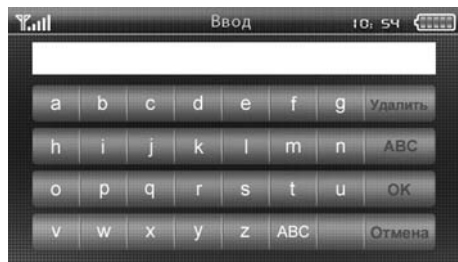 Ввод 10:54
a b c d e f g Удалить
h i j k l m n ABC
o p q r s t u OK
v w x y z ABC Отмена